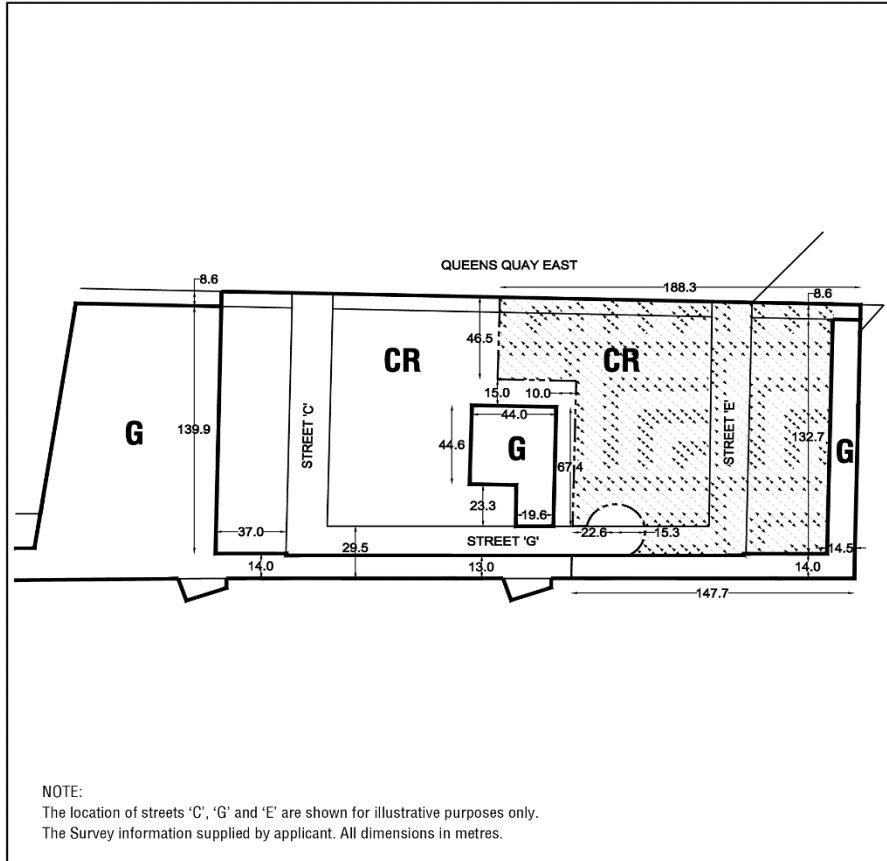 QUEENS QUAY EAST
8.6
188.3
8.6
46.5
CR
CR
15.0
10.0
44.0
G
139.9
STREET 'C'
44.6
G
67.4
STREET 'E'
132.7
G
23.3
19.6
37.0
29.5
STREET 'G'
22.6
15.3
14.5
14.0
13.0
14.0
147.7
NOTE:
The location of streets ‘C’, ‘G’ and ‘E’ are shown for illustrative purposes only.
The Survey information supplied by applicant. All dimensions in metres.